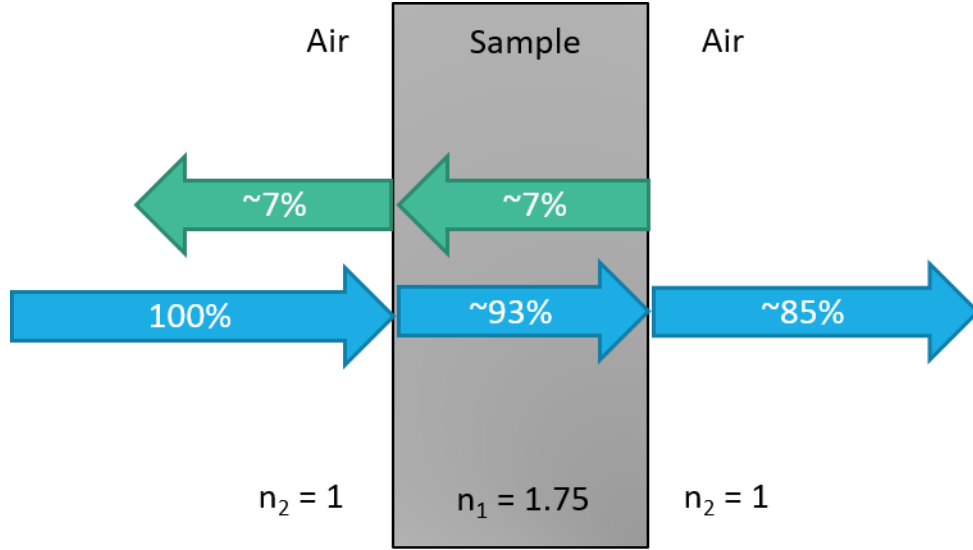 Air Sample Air
~7% ~7%
100% ~93% ~85%
n₂ = 1 n₁ = 1.75 n₂ = 1